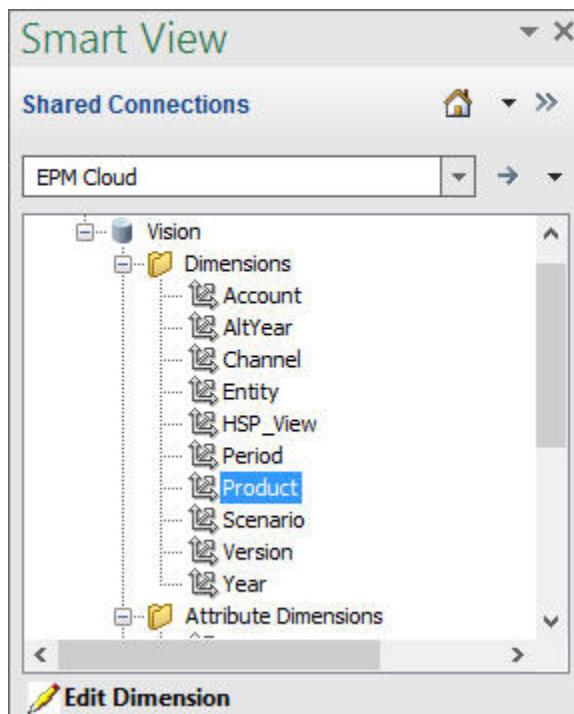 Smart View
Shared Connections
EPM Cloud
Vision
Dimensions
Account
AltYear
Channel
Entity
HSP_View
Period
Product
Scenario
Version
Year
Attribute Dimensions
Edit Dimension